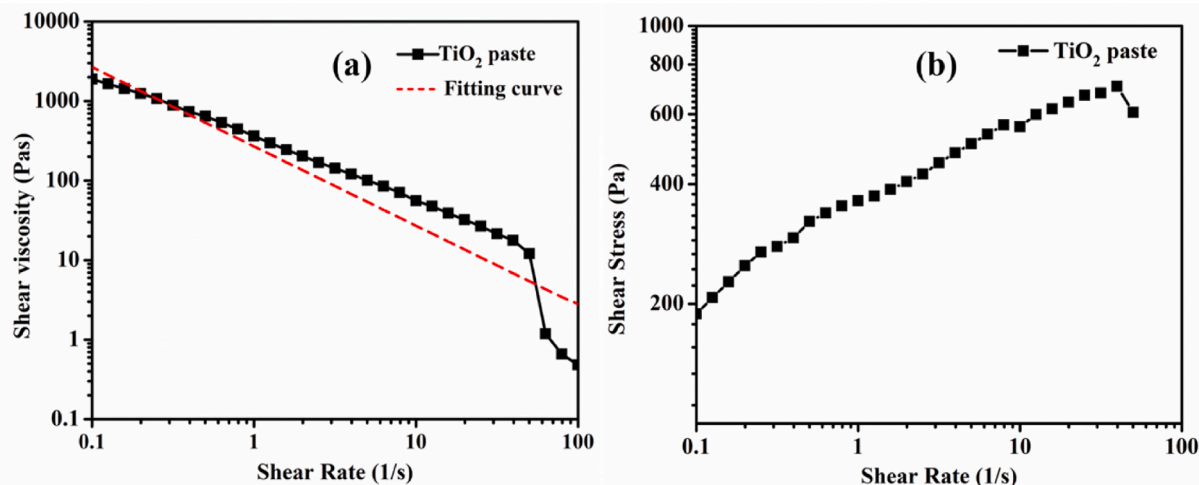 (a)
TiO2 paste
Fitting curve
10000
1000
100
10
1
0.1
Shear viscosity (Pas)
0.1 1 10 100
Shear Rate (1/s)
(b)
TiO2 paste
1000
800
600
400
200
Shear Stress (Pa)
0.1 1 10 100
Shear Rate (1/s)